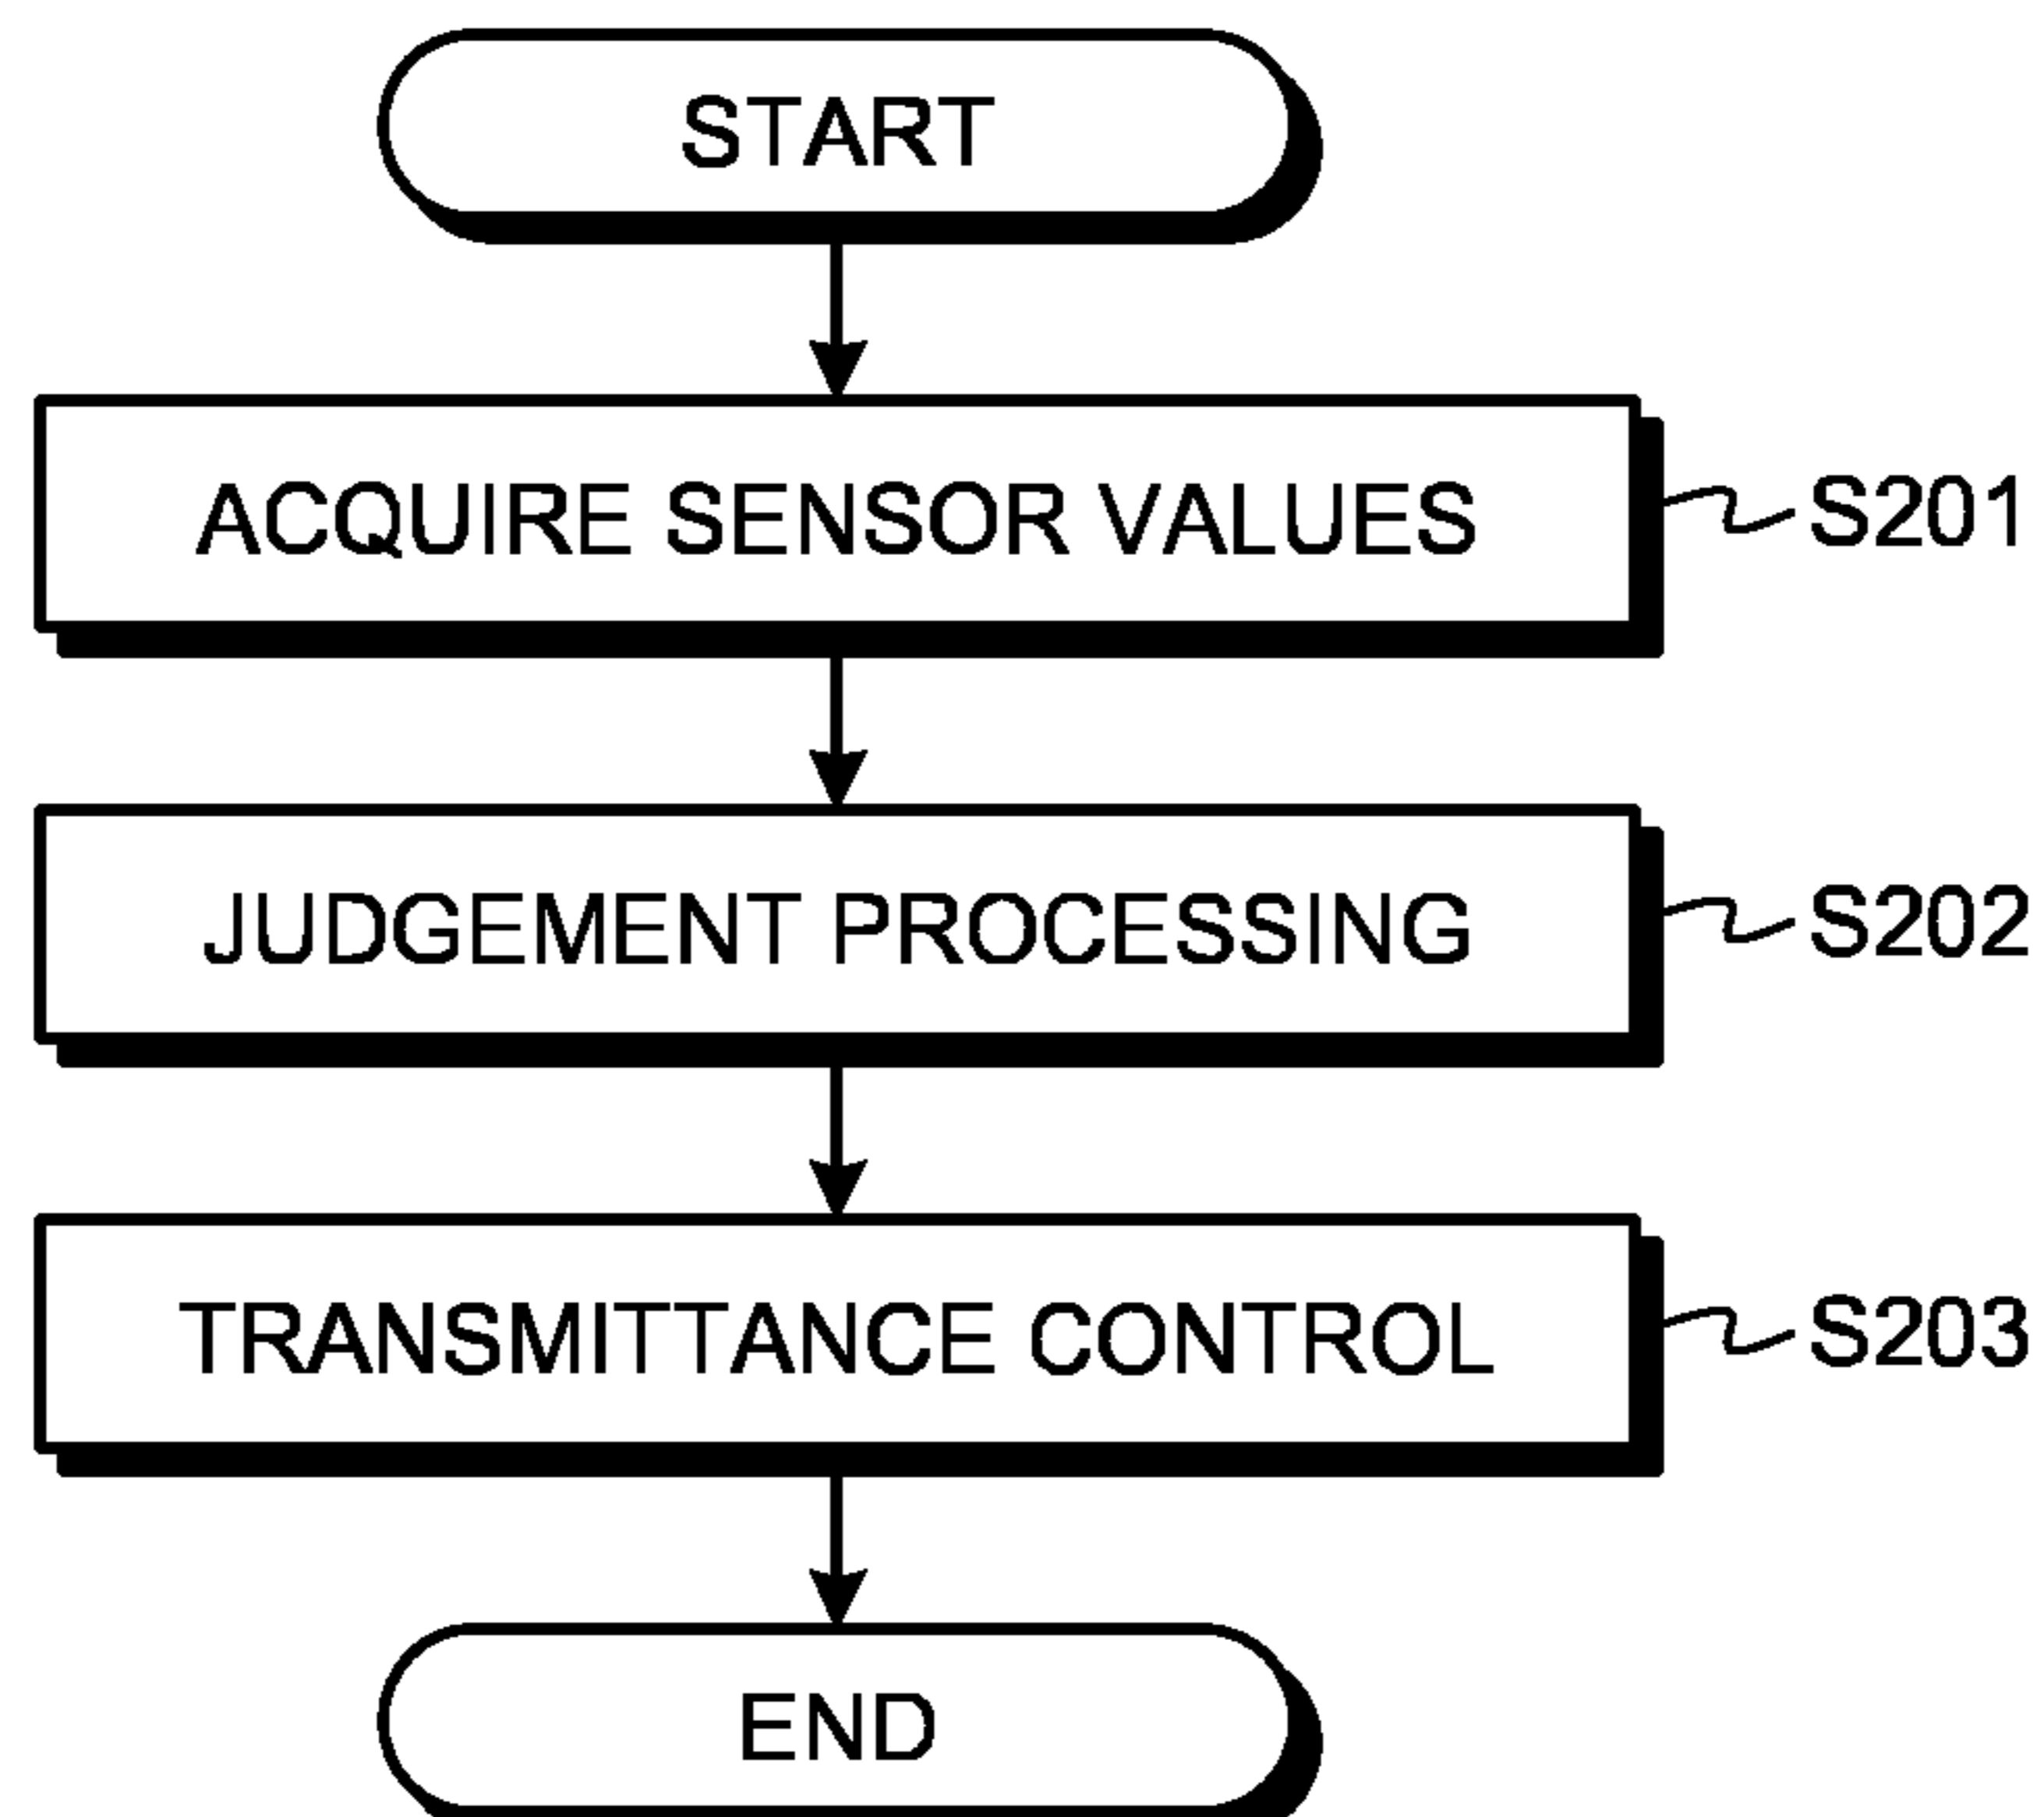 START
ACQUIRE SENSOR VALUES
S201
JUDGEMENT PROCESSING
S202
TRANSMITTANCE CONTROL
S203
END